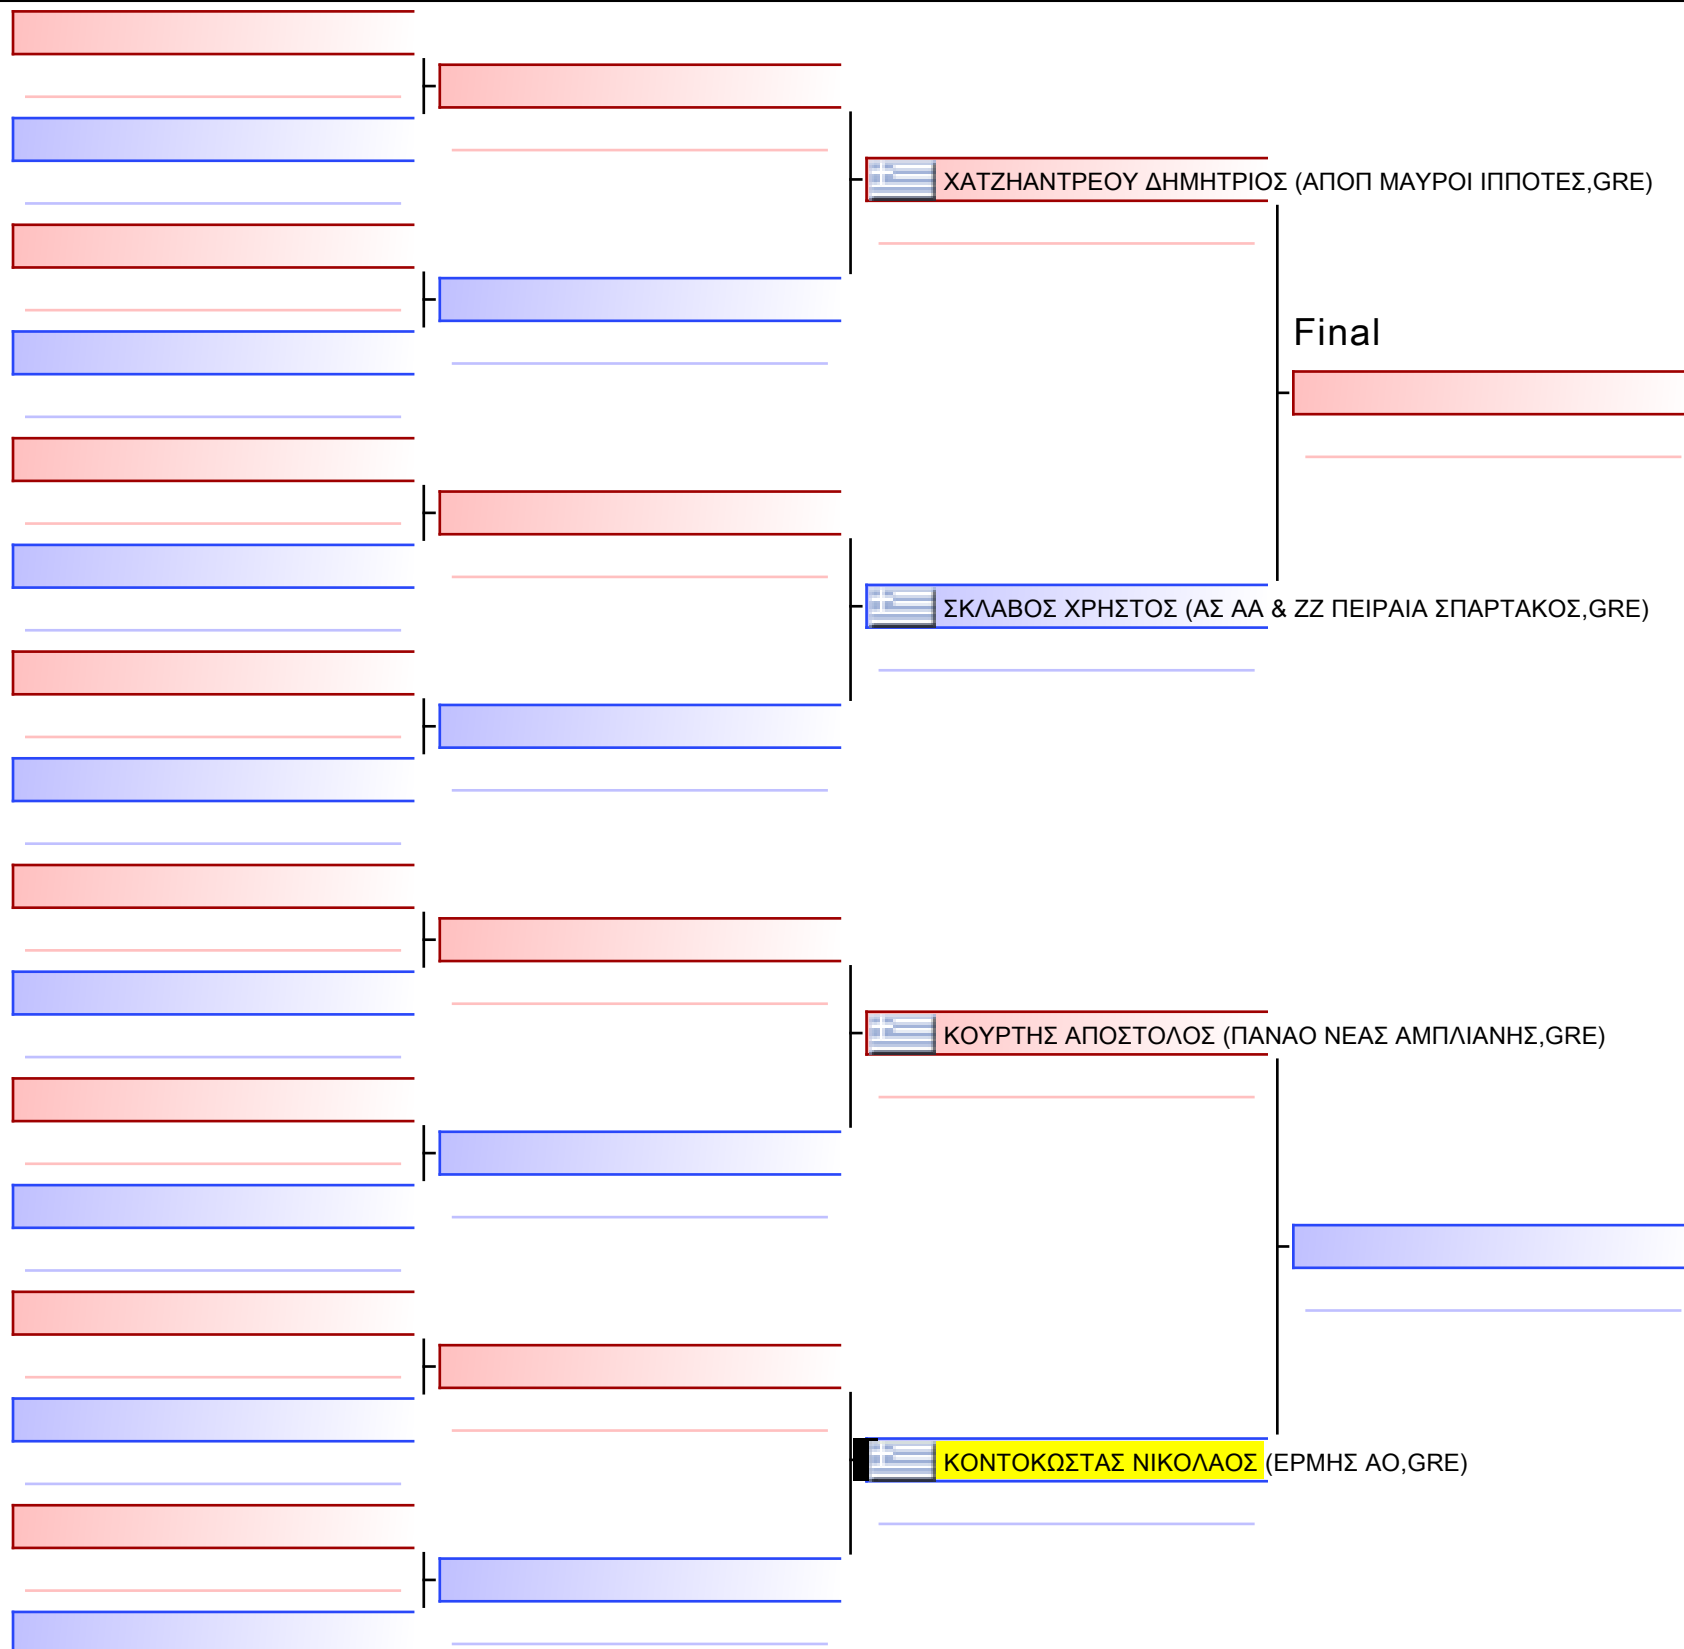 ΧΑΤΖΗΑΝΤΡΕΟΥ ΔΗΜΗΤΡΙΟΣ (ΑΠΟΠ ΜΑΥΡΟΙ ΙΠΠΟΤΕΣ,GRE)
Final
ΣΚΛΑΒΟΣ ΧΡΗΣΤΟΣ (ΑΣ ΑΑ & ΖΖ ΠΕΙΡΑΙΑ ΣΠΑΡΤΑΚΟΣ,GRE)
ΚΟΥΡΤΗΣ ΑΠΟΣΤΟΛΟΣ (ΠΑΝΑΟ ΝΕΑΣ ΑΜΠΛΙΑΝΗΣ,GRE)
ΚΟΝΤΟΚΩΣΤΑΣ ΝΙΚΟΛΑΟΣ (ΕΡΜΗΣ ΑΟ,GRE)